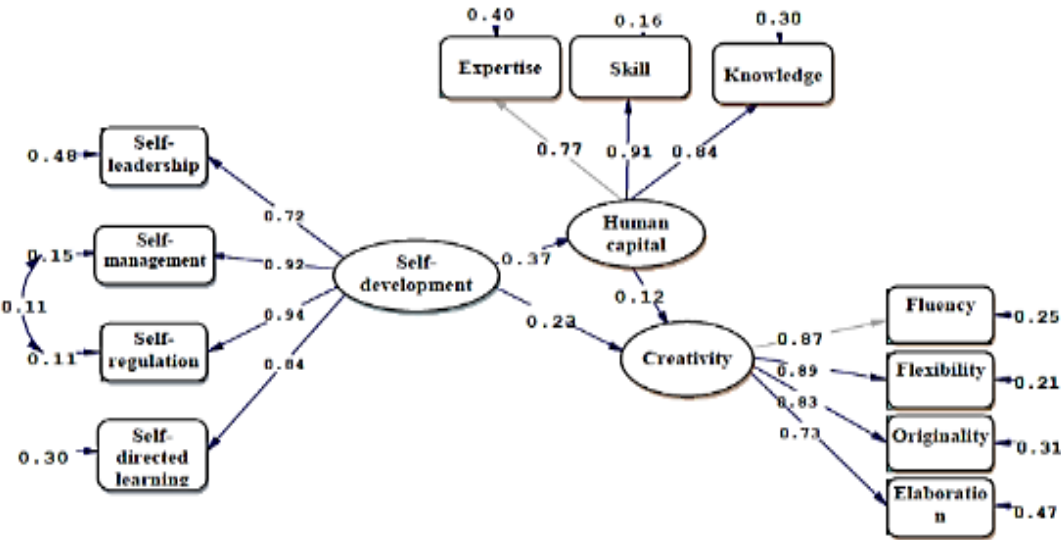 0.40
0.16
0.30
Expertise
Skill
Knowledge
0.77
0.91
0.84
Self-
leadership
0.48
0.72
Human
capital
Self-
management
0.15
0.92
Self-
development
0.37
0.12
0.11
0.94
0.23
Fluency
0.25
0.87
Self-
regulation
0.11
0.84
Creativity
0.89
Flexibility
0.21
0.83
0.73
Originality
0.31
Self-
directed
learning
0.30
Elaboratio
n
0.47